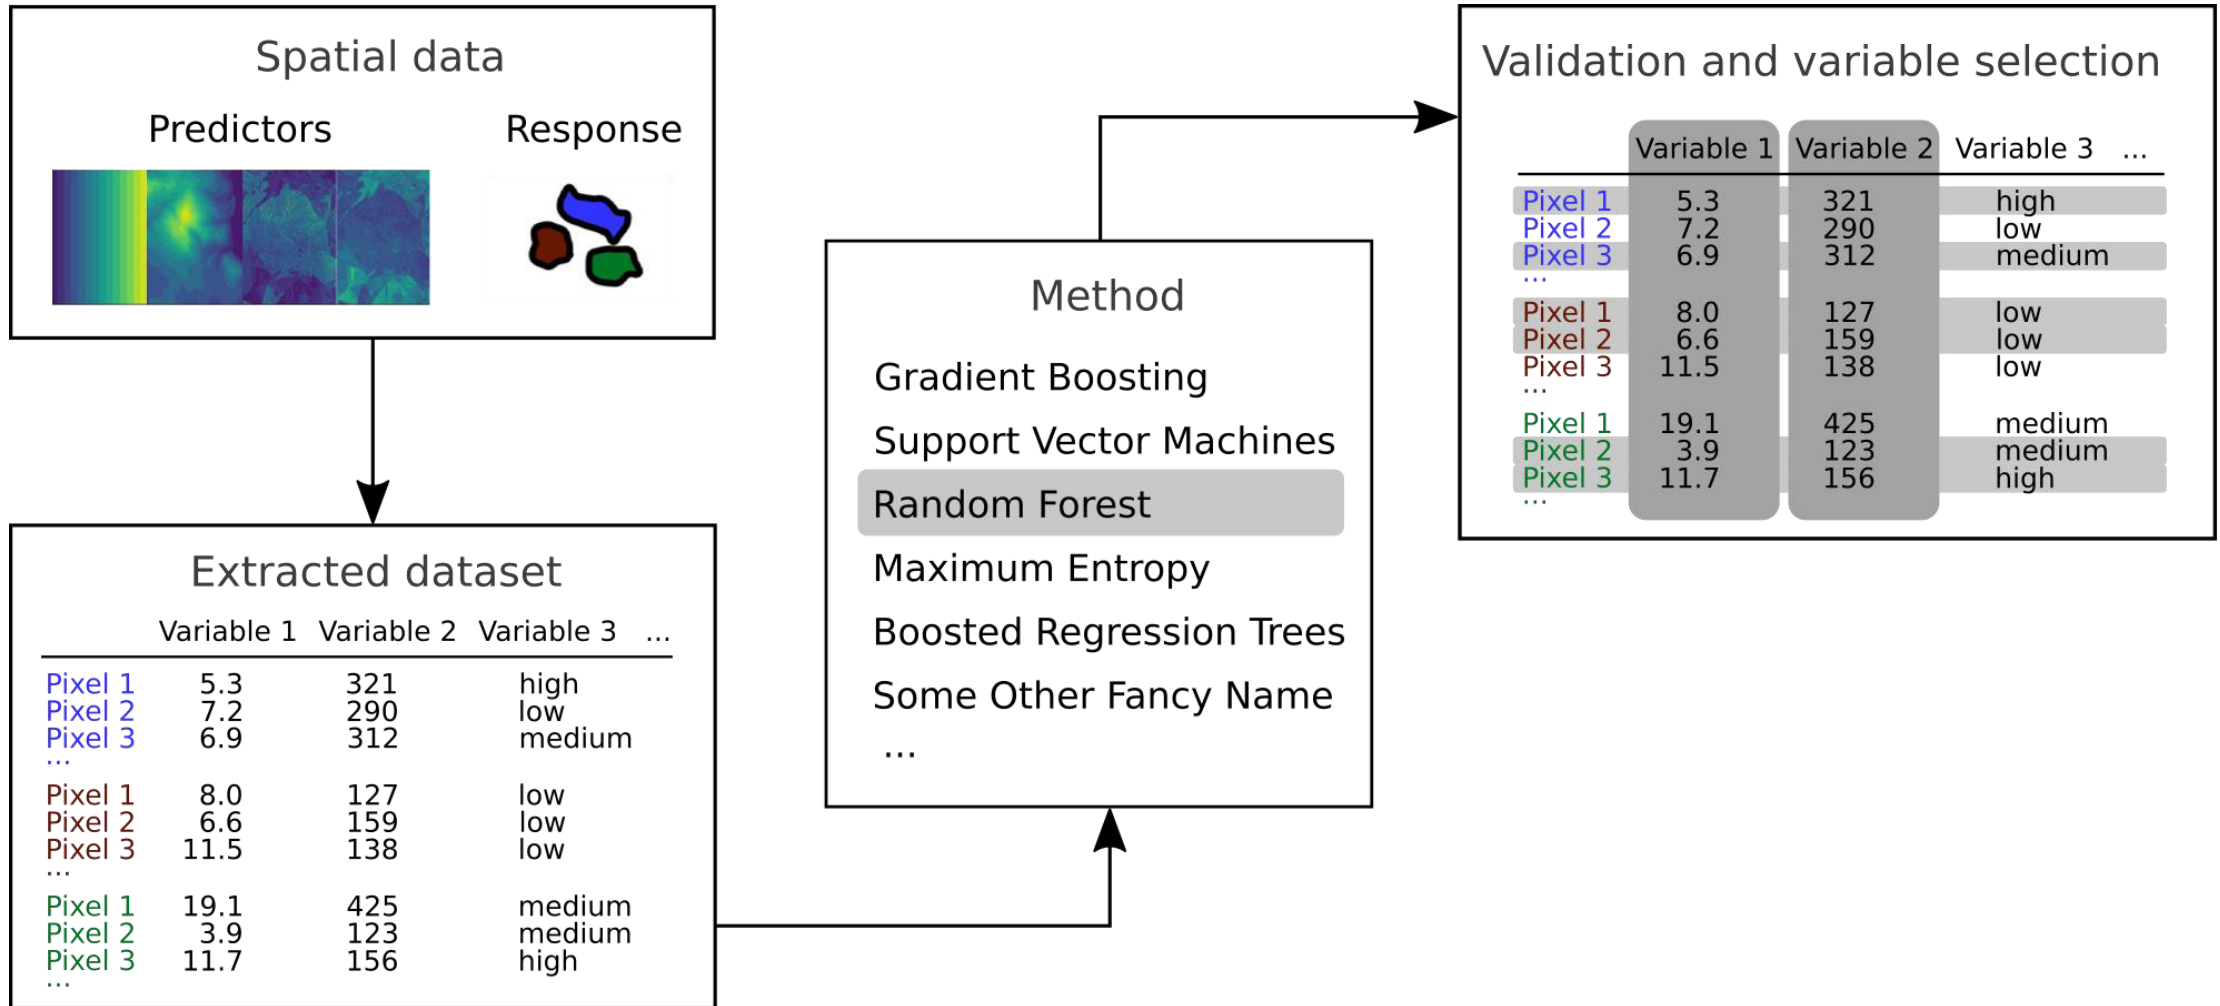 Spatial data
Predictors Response
Extracted dataset
Variable 1 Variable 2 Variable 3 ...
Pixel 1 5.3 321 high
Pixel 2 7.2 290 low
Pixel 3 6.9 312 medium
...
Pixel 1 8.0 127 low
Pixel 2 6.6 159 low
Pixel 3 11.5 138 low
...
Pixel 1 19.1 425 medium
Pixel 2 3.9 123 medium
Pixel 3 11.7 156 high
...
Method
Gradient Boosting
Support Vector Machines
Random Forest
Maximum Entropy
Boosted Regression Trees
Some Other Fancy Name
...
Validation and variable selection
Variable 1 Variable 2 Variable 3 ...
Pixel 1 5.3 321 high
Pixel 2 7.2 290 low
Pixel 3 6.9 312 medium
...
Pixel 1 8.0 127 low
Pixel 2 6.6 159 low
Pixel 3 11.5 138 low
...
Pixel 1 19.1 425 medium
Pixel 2 3.9 123 medium
Pixel 3 11.7 156 high
...